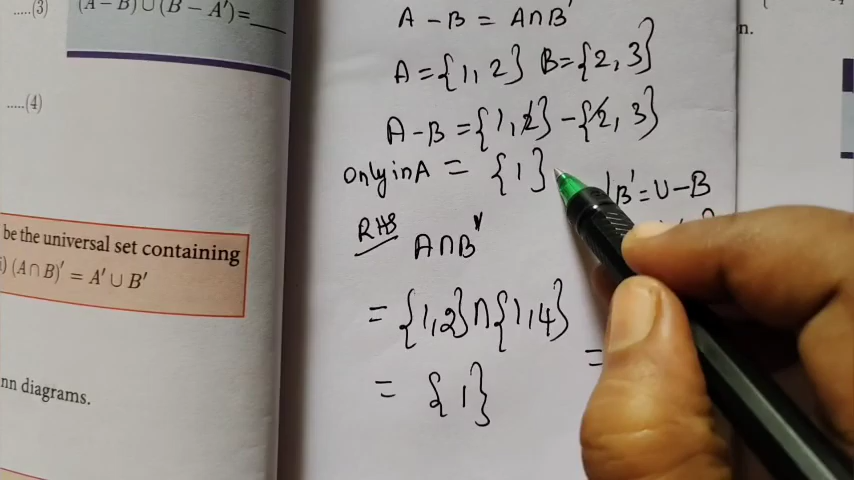 .....(3)
(A − B) ∪ (B − A′) = ___
n.
.....(4)
be the universal set containing
i) (A ∩ B)′ = A′ ∪ B′
nn diagrams.
A - B = A∩B'
A = {1, 2} B = {2, 3}
A - B = {1, 2} - {2, 3}
only in A = {1}
B' = U - B
RHS A∩B'
= {1, 2} ∩ {1, 4}
=
= {1}